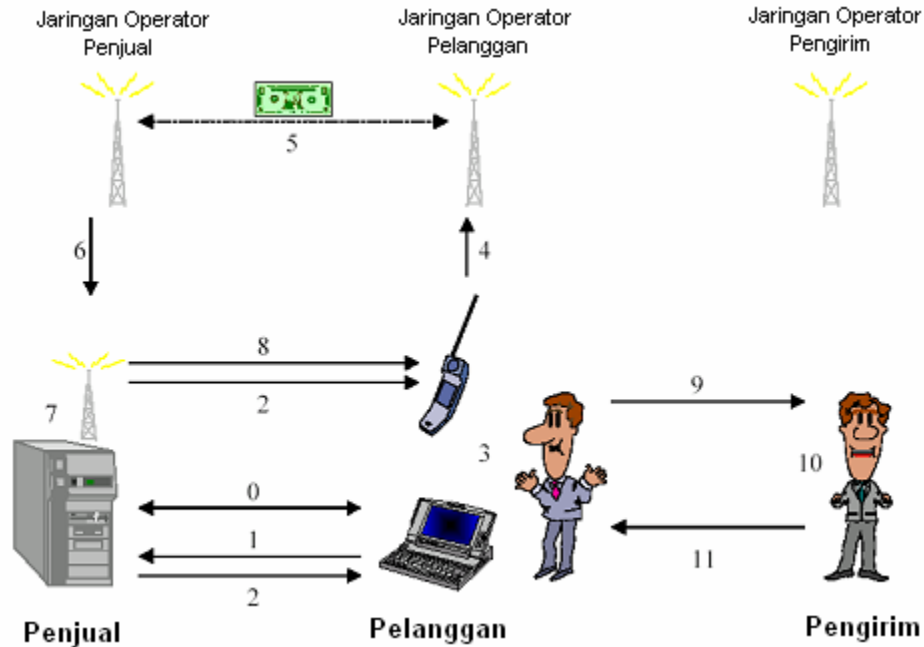 Jaringan Operator
Penjual
Jaringan Operator
Pelanggan
Jaringan Operator
Pengirim
5
6
4
8
2
7
9
3
10
0
1
11
2
Penjual
Pelanggan
Pengirim